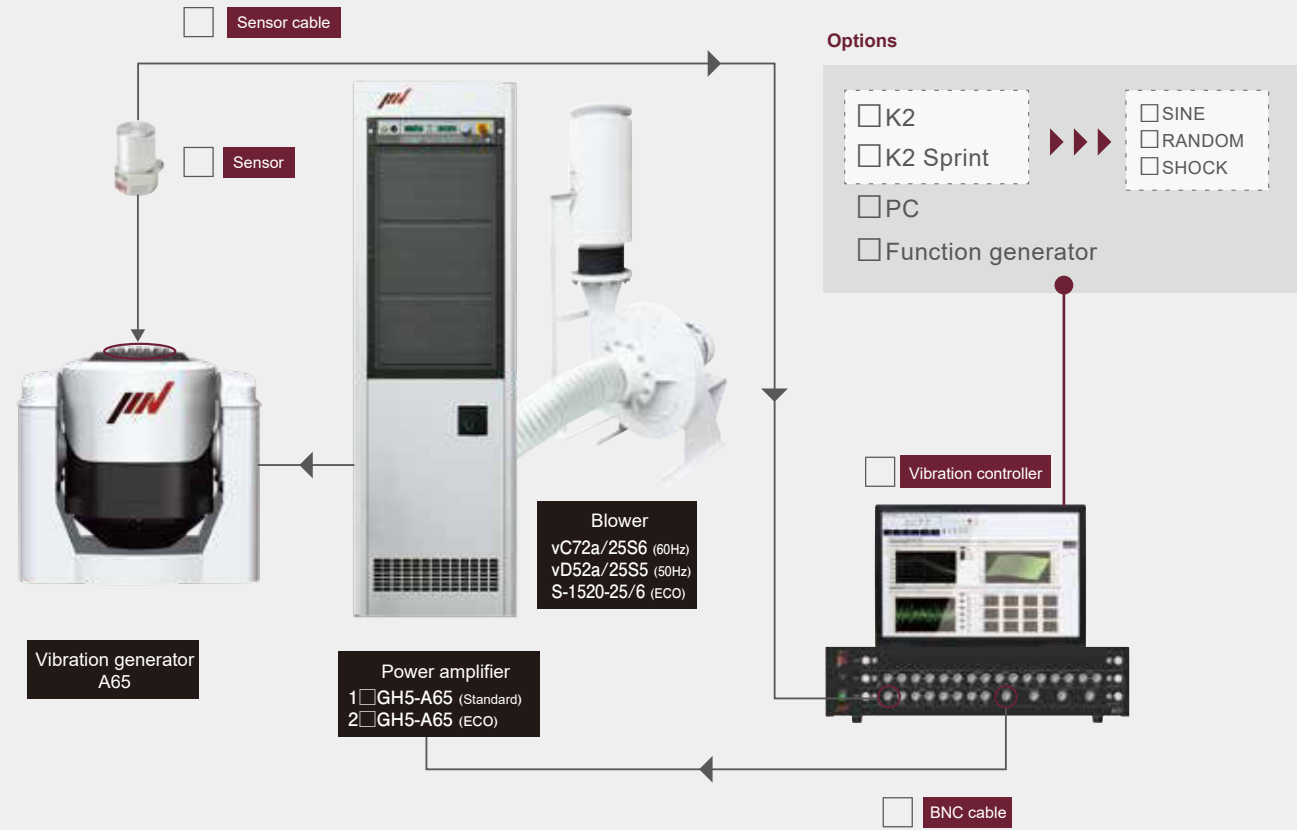 Sensor cable
Options
□K2
□K2 Sprint
□SINE
□RANDOM
□SHOCK
□PC
□Function generator
Sensor
Vibration controller
Blower
vC72a/25S6 (60Hz)
vD52a/25S5 (50Hz)
S-1520-25/6 (ECO)
Vibration generator
A65
Power amplifier
1□GH5-A65 (Standard)
2□GH5-A65 (ECO)
BNC cable